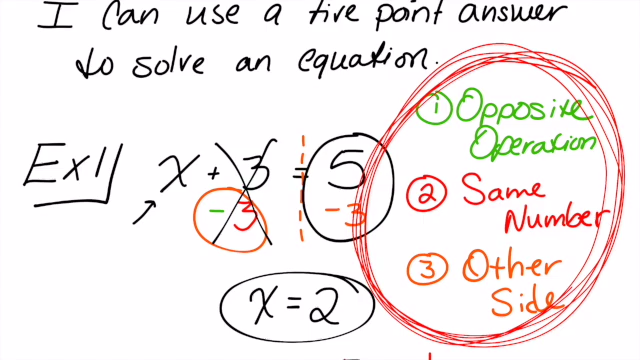 I can use a five point answer
to solve an equation.
Ex1 x + 3 = 5
- 3 - 3
x = 2
① Opposite
Operation
② Same
Number
③ Other
Side